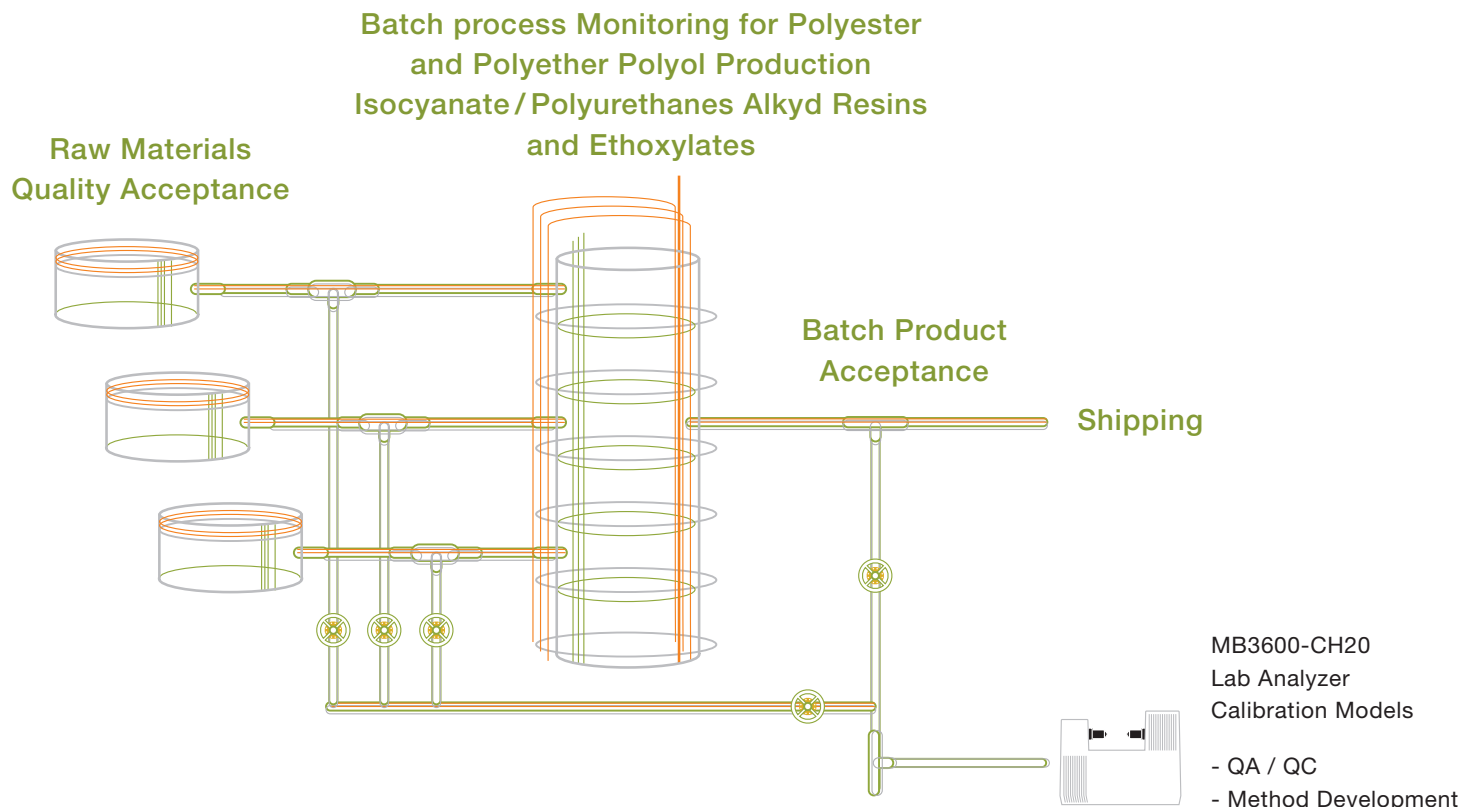 Batch process Monitoring for Polyester
and Polyether Polyol Production
Isocyanate / Polyurethanes Alkyd Resins
and Ethoxylates
Raw Materials
Quality Acceptance
Batch Product
Acceptance
Shipping
MB3600-CH20
Lab Analyzer
Calibration Models
- QA / QC
- Method Development